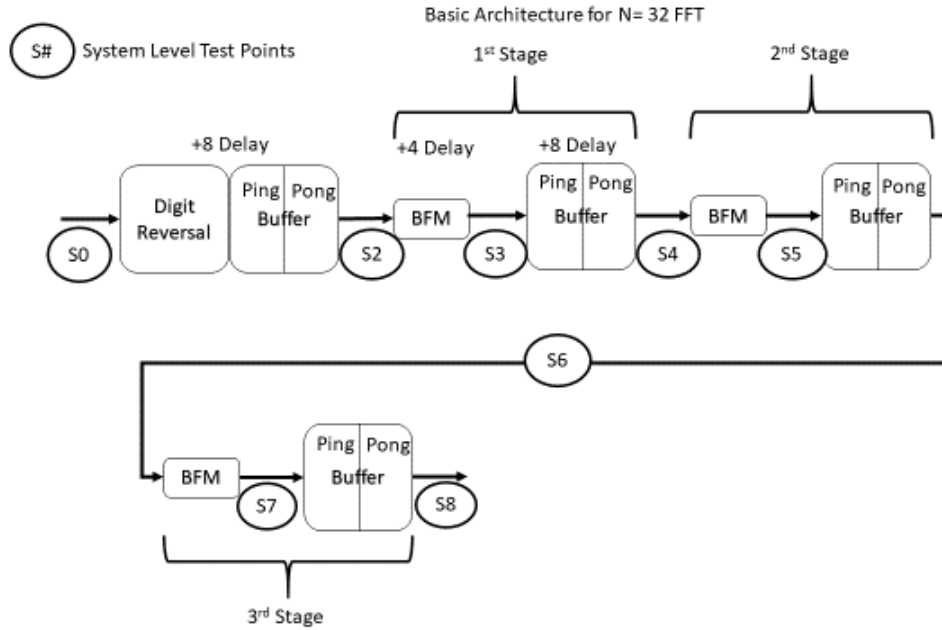 Basic Architecture for N= 32 FFT
S# System Level Test Points
1st Stage
2nd Stage
+8 Delay
+4 Delay
+8 Delay
Digit
Reversal
Ping Pong
Buffer
BFM
Ping Pong
Buffer
BFM
Ping Pong
Buffer
S0
S2
S3
S4
S5
S6
BFM
Ping Pong
Buffer
S7
S8
3rd Stage